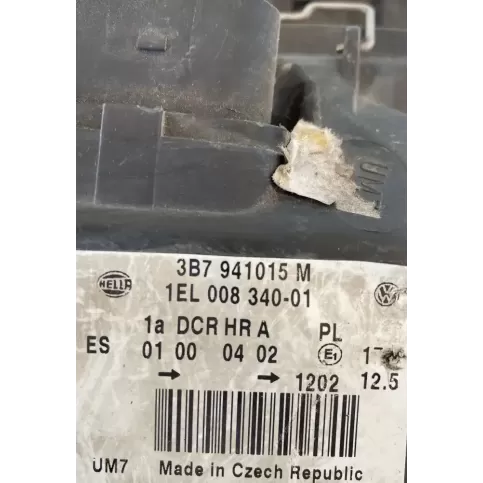 UM7
3B7 941015 M
HELLA 1EL 008 340-01 VW
1a DCR HR A PL
ES 01 00 04 02 E1
1202 12.5
UM7 Made in Czech Republic